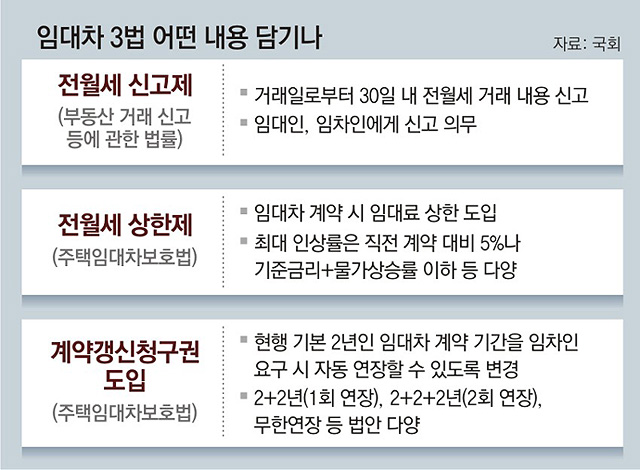 임대차 3법 어떤 내용 담기나
자료: 국회
전월세 신고제
(부동산 거래 신고
등에 관한 법률)
▪ 거래일로부터 30일 내 전월세 거래 내용 신고
▪ 임대인, 임차인에게 신고 의무
전월세 상한제
(주택임대차보호법)
▪ 임대차 계약 시 임대료 상한 도입
▪ 최대 인상률은 직전 계약 대비 5%나
기준금리+물가상승률 이하 등 다양
계약갱신청구권
도입
(주택임대차보호법)
▪ 현행 기본 2년인 임대차 계약 기간을 임차인
요구 시 자동 연장할 수 있도록 변경
▪ 2+2년(1회 연장), 2+2+2년(2회 연장),
무한연장 등 법안 다양